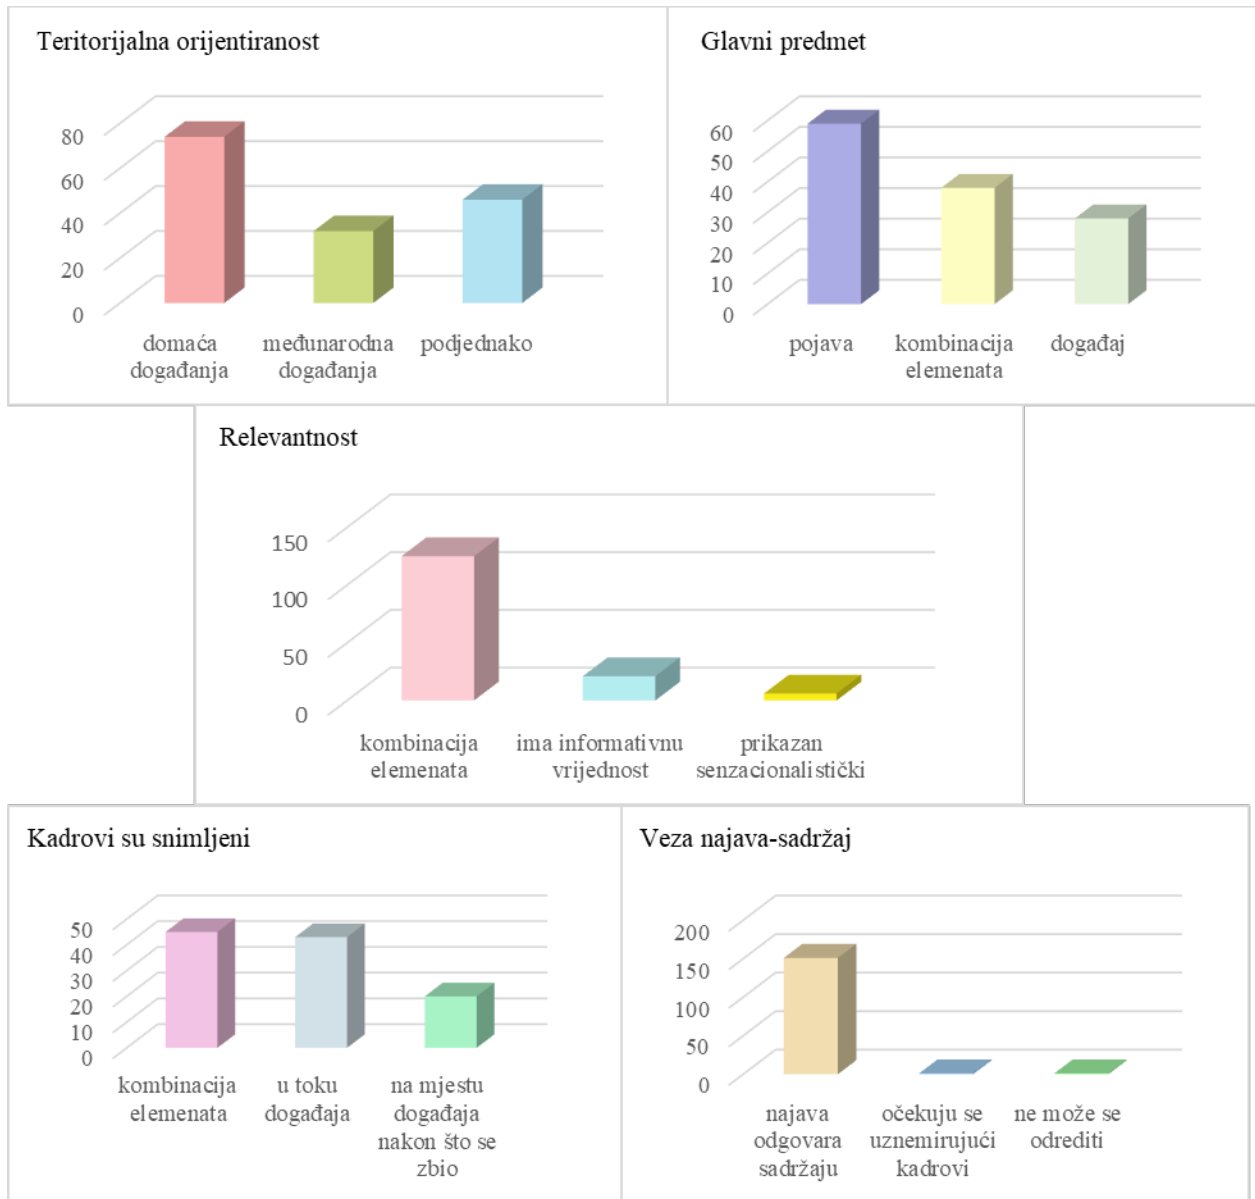 Teritorijalna orijentiranost
80
60
40
20
0
domaća
događanja
međunarodna
događanja
podjednako
Glavni predmet
60
50
40
30
20
10
0
pojava
kombinacija
elemenata
događaj
Relevantnost
150
100
50
0
kombinacija
elemenata
ima informativnu
vrijednost
prikazan
senzacionalistički
Kadrovi su snimljeni
50
40
30
20
10
0
kombinacija
elemenata
u toku
događaja
na mjestu
događaja
nakon što se
zbio
Veza najava-sadržaj
200
150
100
50
0
najava
odgovara
sadržaju
očekuju se
uznemirujući
kadrovi
ne može se
odrediti